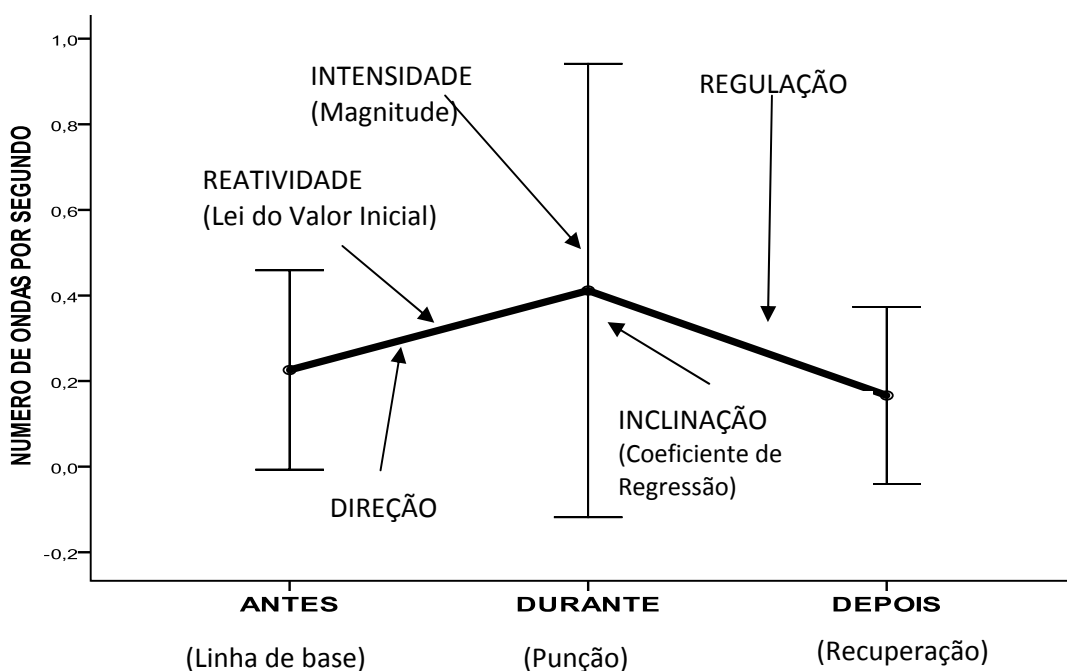 1,0
INTENSIDADE
(Magnitude)
REGULAÇÃO
0,8
REATIVIDADE
(Lei do Valor Inicial)
0,6
NUMERO DE ONDAS POR SEGUNDO
0,4
0,2
INCLINAÇÃO
(Coeficiente de
Regressão)
0,0
DIREÇÃO
-0,2
ANTES DURANTE DEPOIS
(Linha de base) (Punção) (Recuperação)